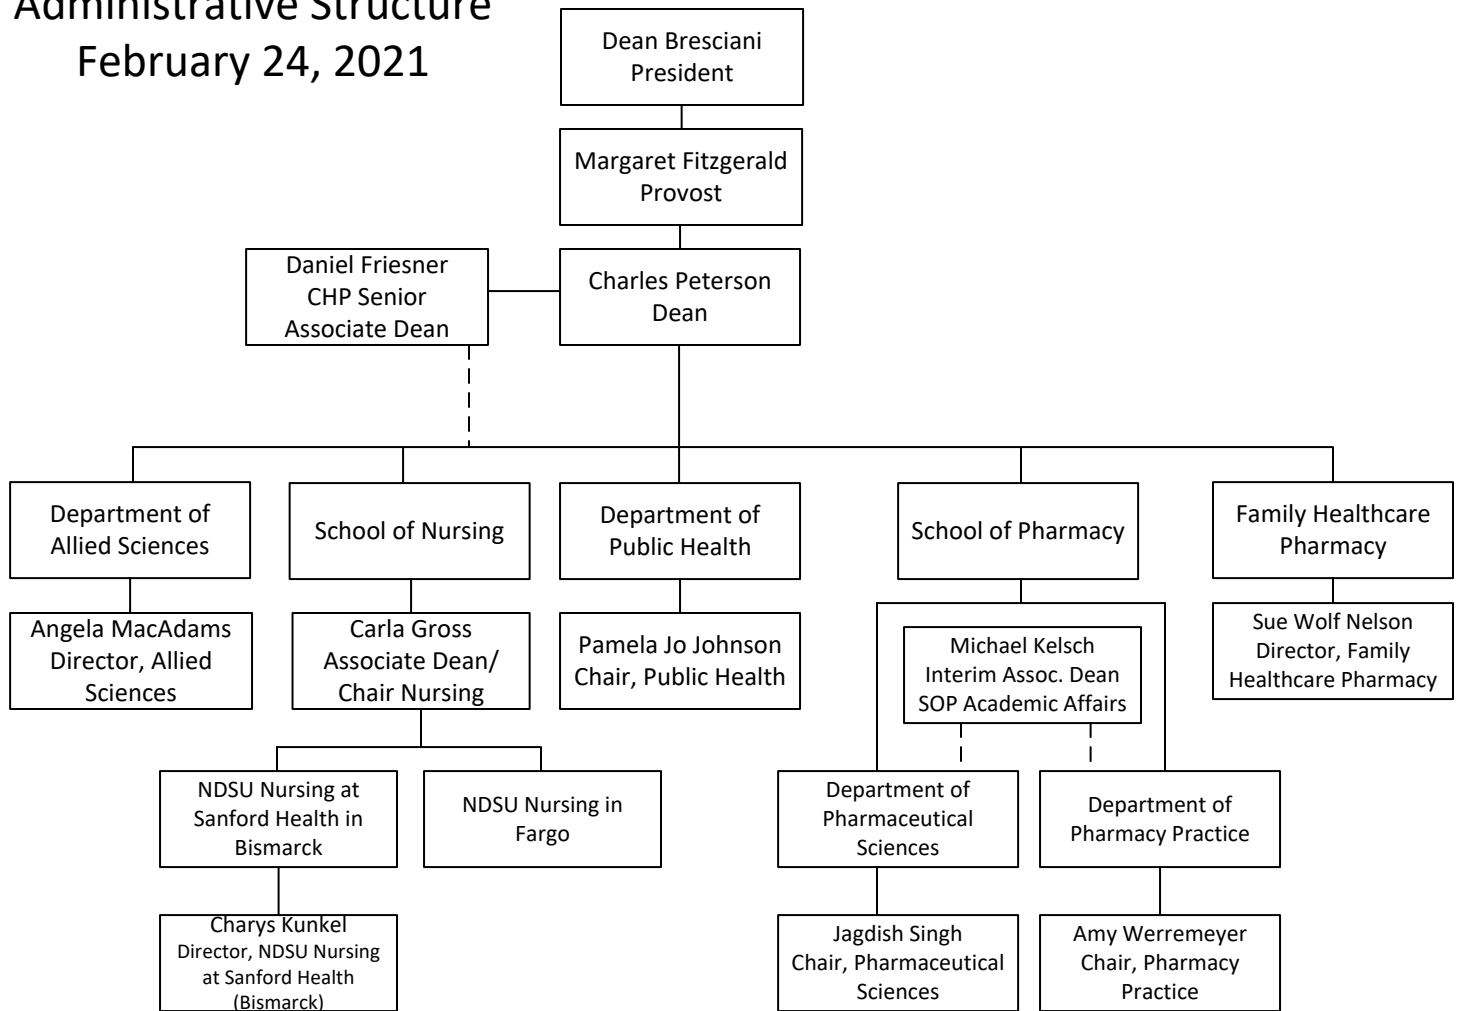 Administrative Structure
February 24, 2021
Dean Bresciani
President
Margaret Fitzgerald
Provost
Daniel Friesner
CHP Senior
Associate Dean
Charles Peterson
Dean
Department of
Allied Sciences
School of Nursing
Department of
Public Health
School of Pharmacy
Family Healthcare
Pharmacy
Angela MacAdams
Director, Allied
Sciences
Carla Gross
Associate Dean/
Chair Nursing
Pamela Jo Johnson
Chair, Public Health
Michael Kelsch
Interim Assoc. Dean
SOP Academic Affairs
Sue Wolf Nelson
Director, Family
Healthcare Pharmacy
NDSU Nursing at
Sanford Health in
Bismarck
NDSU Nursing in
Fargo
Department of
Pharmaceutical
Sciences
Department of
Pharmacy Practice
Charys Kunkel
Director, NDSU Nursing
at Sanford Health
(Bismarck)
Jagdish Singh
Chair, Pharmaceutical
Sciences
Amy Werremeyer
Chair, Pharmacy
Practice